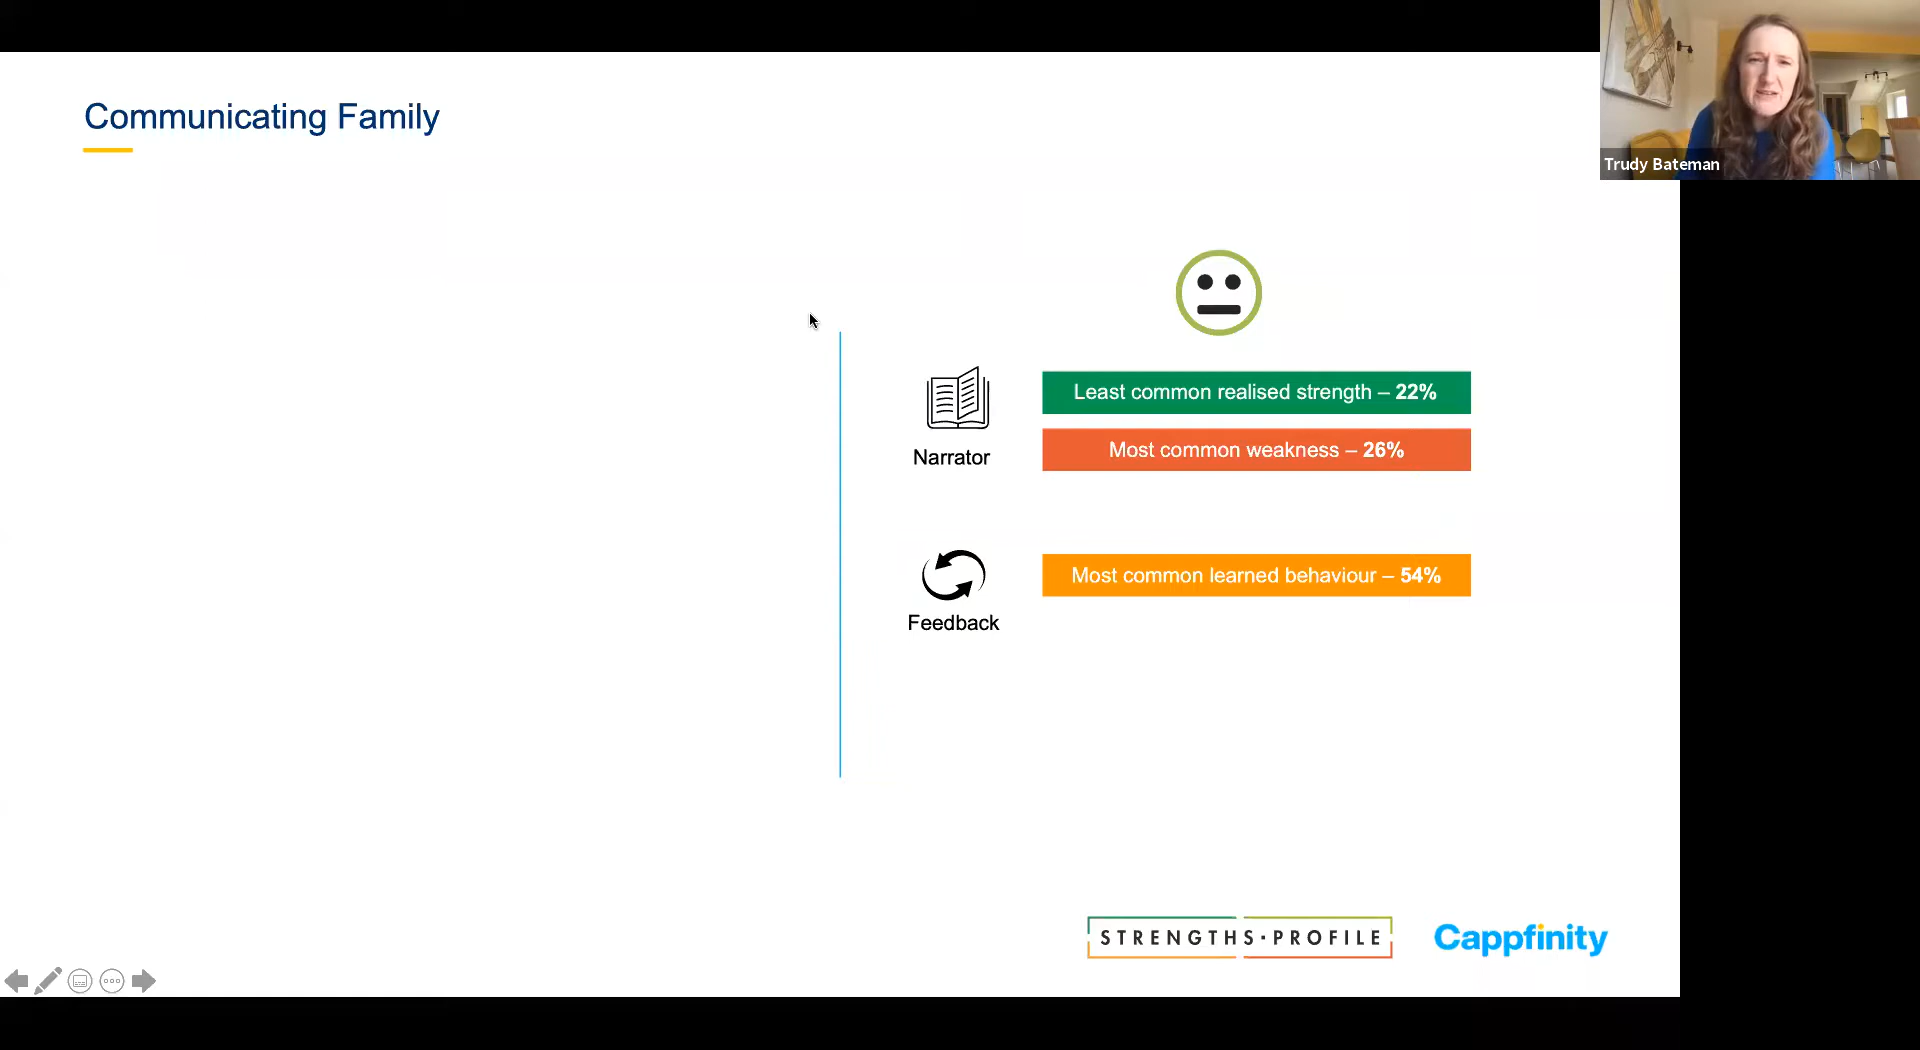 Communicating Family
Trudy Bateman
Least common realised strength – 22%
Most common weakness – 26%
Narrator
Most common learned behaviour – 54%
Feedback
STRENGTHS·PROFILE
Cappfinity